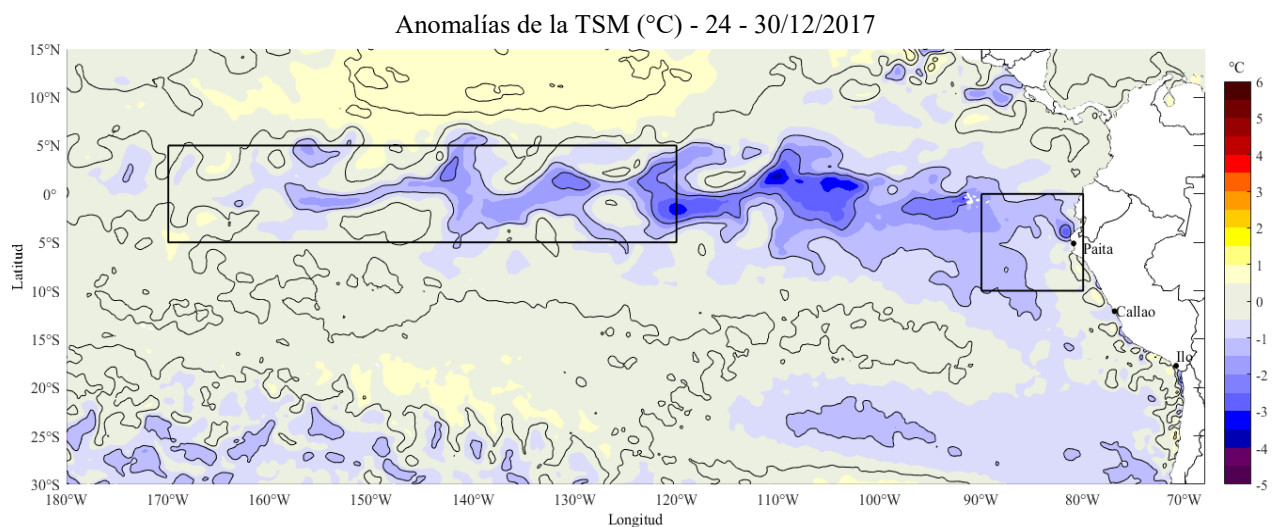 Anomalías de la TSM (°C) - 24 - 30/12/2017
15°N
10°N
5°N
0°
5°S
10°S
15°S
20°S
25°S
30°S
Latitud
180°W 170°W 160°W 150°W 140°W 130°W 120°W 110°W 100°W 90°W 80°W 70°W
Longitud
Paita
Callao
Ilo
°C
6
5
4
3
2
1
0
-1
-2
-3
-4
-5